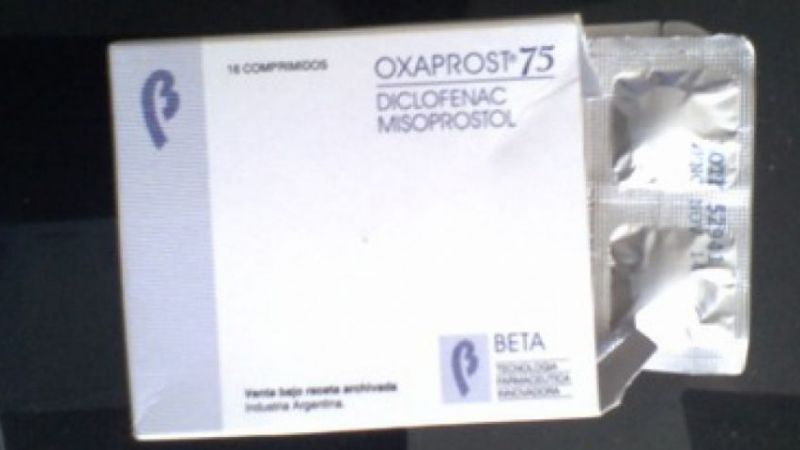 16 COMPRIMIDOS
OXAPROST® 75
DICLOFENAC
MISOPROSTOL
β
BETA
TECNOLOGIA
FARMACEUTICA
INNOVADORA
Venta bajo receta archivada
Industria Argentina.